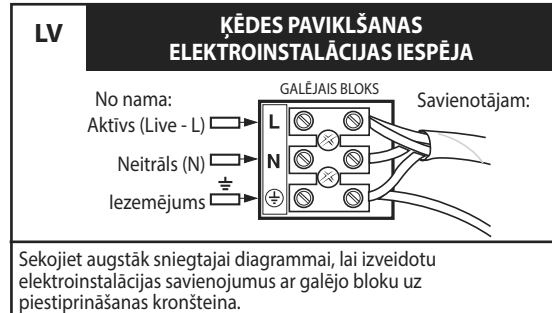 LV
ĶĒDES PAVIKLŠANAS
ELEKTROINSTALĀCIJAS IESPĒJA
GALĒJAIS BLOKS
No nama:
Savienotājam:
Aktīvs (Live - L)
L
Neitrāls (N)
N
Iezemējums
Sekojiet augstāk sniegtajai diagrammai, lai izveidotu
elektroinstalācijas savienojumus ar galējo bloku uz
piestiprināšanas kronšteina.